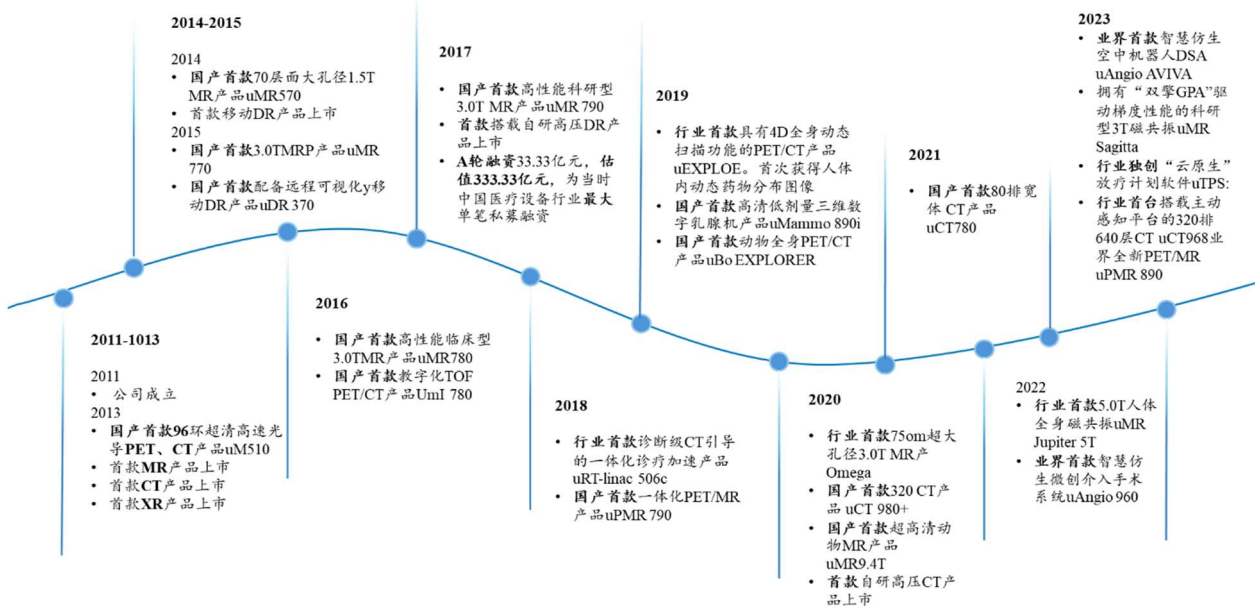 2011-1013
2011
• 公司成立
2013
• 国产首款96环超清高速光
导PET、CT产品uM510
• 首款MR产品上市
• 首款CT产品上市
• 首款XR产品上市
2014-2015
2014
• 国产首款70层面大孔径1.5T
MR产品uMR570
• 首款移动DR产品上市
2015
• 国产首款3.0TMRP产品uMR
770
• 国产首款配备远程可视化y移
动DR产品uDR 370
2016
• 国产首款高性能临床型
3.0TMR产品uMR780
• 国产首款教字化TOF
PET/CT产品UmI 780
2017
• 国产首款高性能科研型
3.0T MR产品uMR 790
• 首款搭载自研高压DR产
品上市
• A轮融资33.33亿元，估
值333.33亿元，为当时
中国医疗设备行业最大
单笔私募融资
2018
• 行业首款诊断级CT引导
的一体化诊疗加速产品
uRT-linac 506c
• 国产首款一体化PET/MR
产品uPMR 790
2019
• 行业首款具有4D全身动态
扫描功能的PET/CT产品
uEXPLOE。首次获得人体
内动态药物分布图像
• 国产首款高清低剂量三维数
字乳腺机产品uMammo 890i
• 国产首款动物全身PET/CT
产品uBo EXPLORER
2020
• 行业首款75om超大
孔径3.0T MR产
Omega
• 国产首款320 CT产
品 uCT 980+
• 国产首款超高清动
物MR产品
uMR9.4T
• 首款自研高压CT产
品上市
2021
• 国产首款80排宽
体 CT产品
uCT780
2022
• 行业首款5.0T人体
全身磁共振uMR
Jupiter 5T
• 业界首款智慧仿
生微创介入手术
系统uAngio 960
2023
• 业界首款智慧仿生
空中机器人DSA
uAngio AVIVA
• 拥有“双擎GPA”驱
动梯度性能的科研
型3T磁共振uMR
Sagitta
• 行业独创“云原生”
放疗计划软件uTPS:
• 行业首台搭载主动
感知平台的320排
640层CT uCT968业
界全新PET/MR
uPMR 890